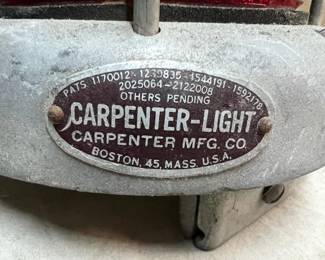 PATS 1170012-1239835-1544191-1592178
2025064-2122008
OTHERS PENDING
CARPENTER-LIGHT
CARPENTER MFG. CO.
BOSTON, 45, MASS. U.S.A.